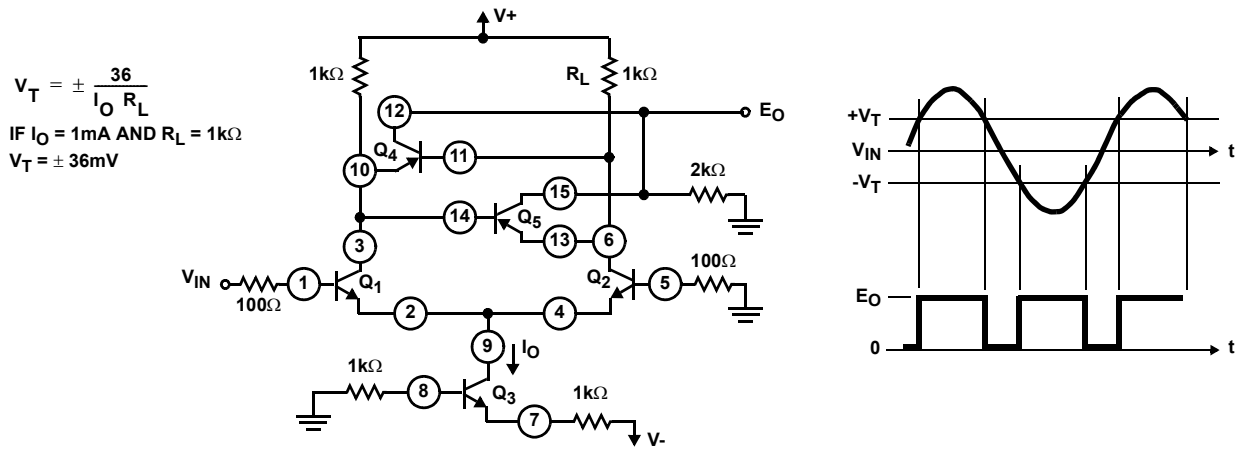 V_T = ± 36 / I_O R_L
IF I_O = 1mA AND R_L = 1kΩ
V_T = ± 36mV
V+
1kΩ
R_L 1kΩ
12
E_O
Q_4
11
10
2kΩ
15
14
Q_5
3
13
6
V_IN
100Ω
1
Q_1
Q_2
5
100Ω
2
4
9
I_O
1kΩ
8
Q_3
7
1kΩ
V-
+V_T
V_IN
t
-V_T
E_O
0
t